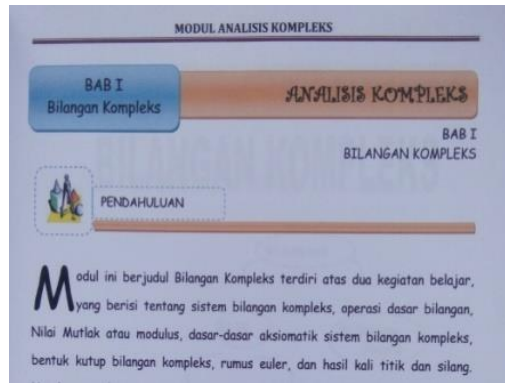 MODUL ANALISIS KOMPLEKS
BAB I
Bilangan Kompleks
ANALISIS KOMPLEKS
BAB I
BILANGAN KOMPLEKS
PENDAHULUAN
Modul ini berjudul Bilangan Kompleks terdiri atas dua kegiatan belajar,
yang berisi tentang sistem bilangan kompleks, operasi dasar bilangan,
Nilai Mutlak atau modulus, dasar-dasar aksiomatik sistem bilangan kompleks,
bentuk kutup bilangan kompleks, rumus euler, dan hasil kali titik dan silang.